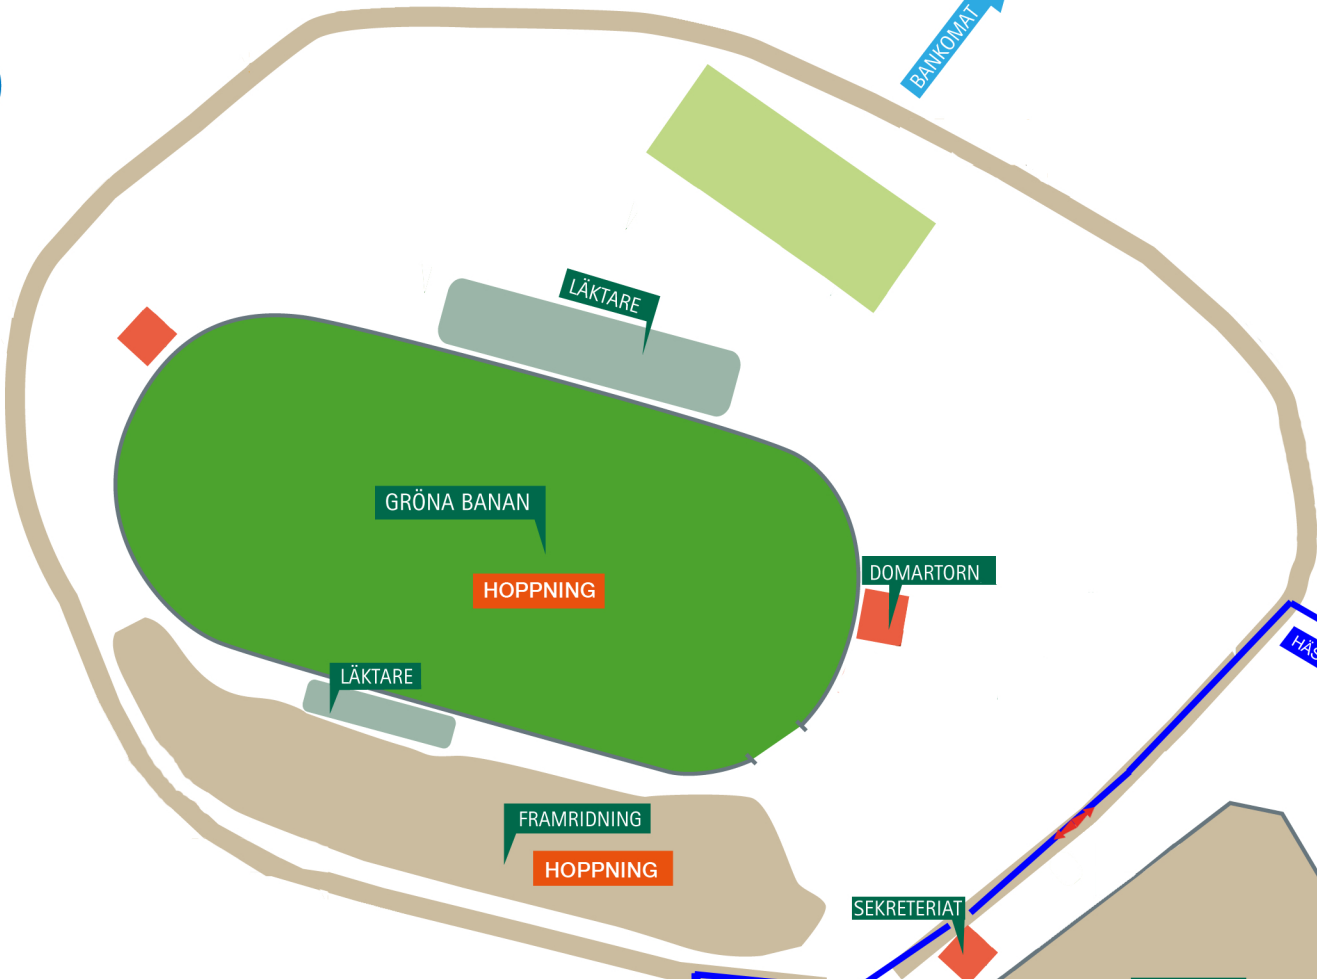 BANKOMAT
LÄKTARE
GRÖNA BANAN
HOPPNING
DOMARTORN
LÄKTARE
FRAMRIDNING
HOPPNING
SEKRETERIAT